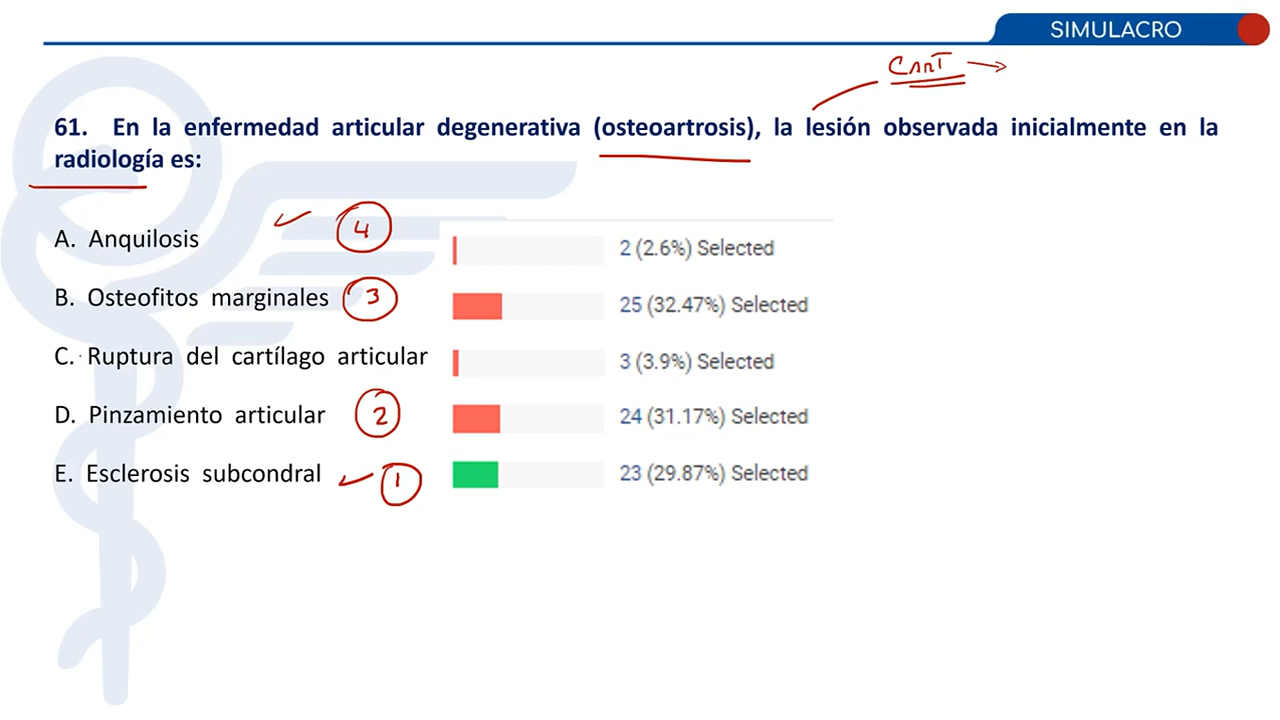 SIMULACRO
CART →
61. En la enfermedad articular degenerativa (osteoartrosis), la lesión observada inicialmente en la
radiología es:
A. Anquilosis 4 2 (2.6%) Selected
B. Osteofitos marginales 3 25 (32.47%) Selected
C. Ruptura del cartílago articular 3 (3.9%) Selected
D. Pinzamiento articular 2 24 (31.17%) Selected
E. Esclerosis subcondral 1 23 (29.87%) Selected